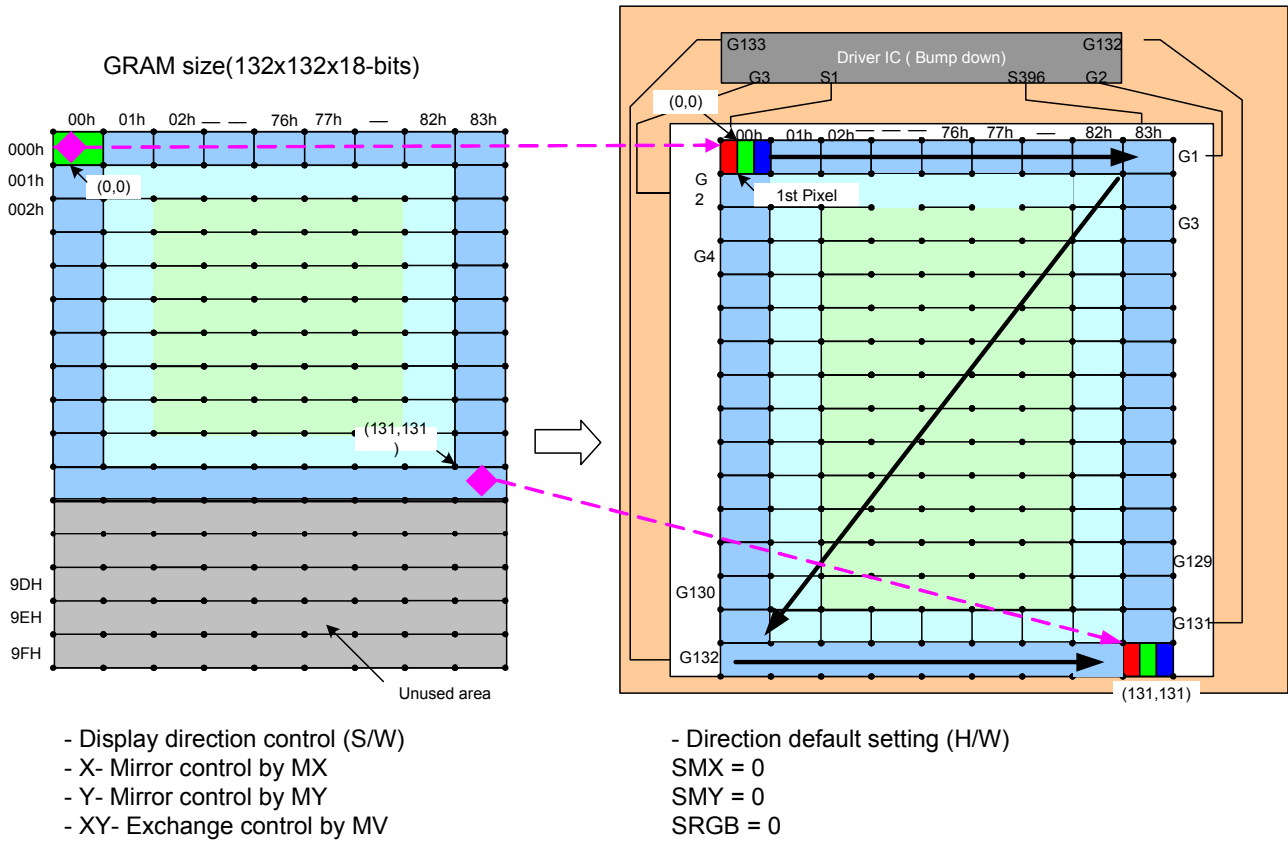 GRAM size(132x132x18-bits)
00h 01h 02h — — 76h 77h — 82h 83h
000h
001h
002h
(0,0)
(131,131
)
9DH
9EH
9FH
Unused area
G133
G132
Driver IC ( Bump down)
G3
S1
S396
G2
(0,0)
00h 01h 02h — — — 76h 77h — 82h 83h
G1
G
2
1st Pixel
G3
G4
G129
G130
G131
G132
(131,131)
- Display direction control (S/W)
- X- Mirror control by MX
- Y- Mirror control by MY
- XY- Exchange control by MV
- Direction default setting (H/W)
SMX = 0
SMY = 0
SRGB = 0